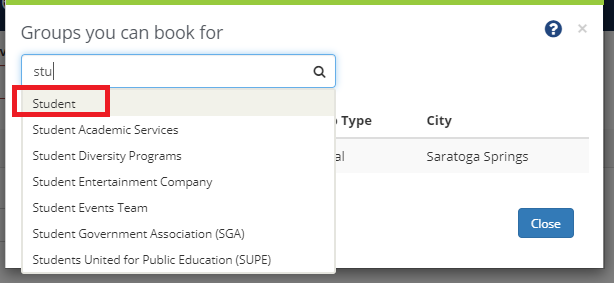 Groups you can book for
stu
Student
Student Academic Services
Student Diversity Programs
Student Entertainment Company
Student Events Team
Student Government Association (SGA)
Students United for Public Education (SUPE)
Type City
Saratoga Springs
Close